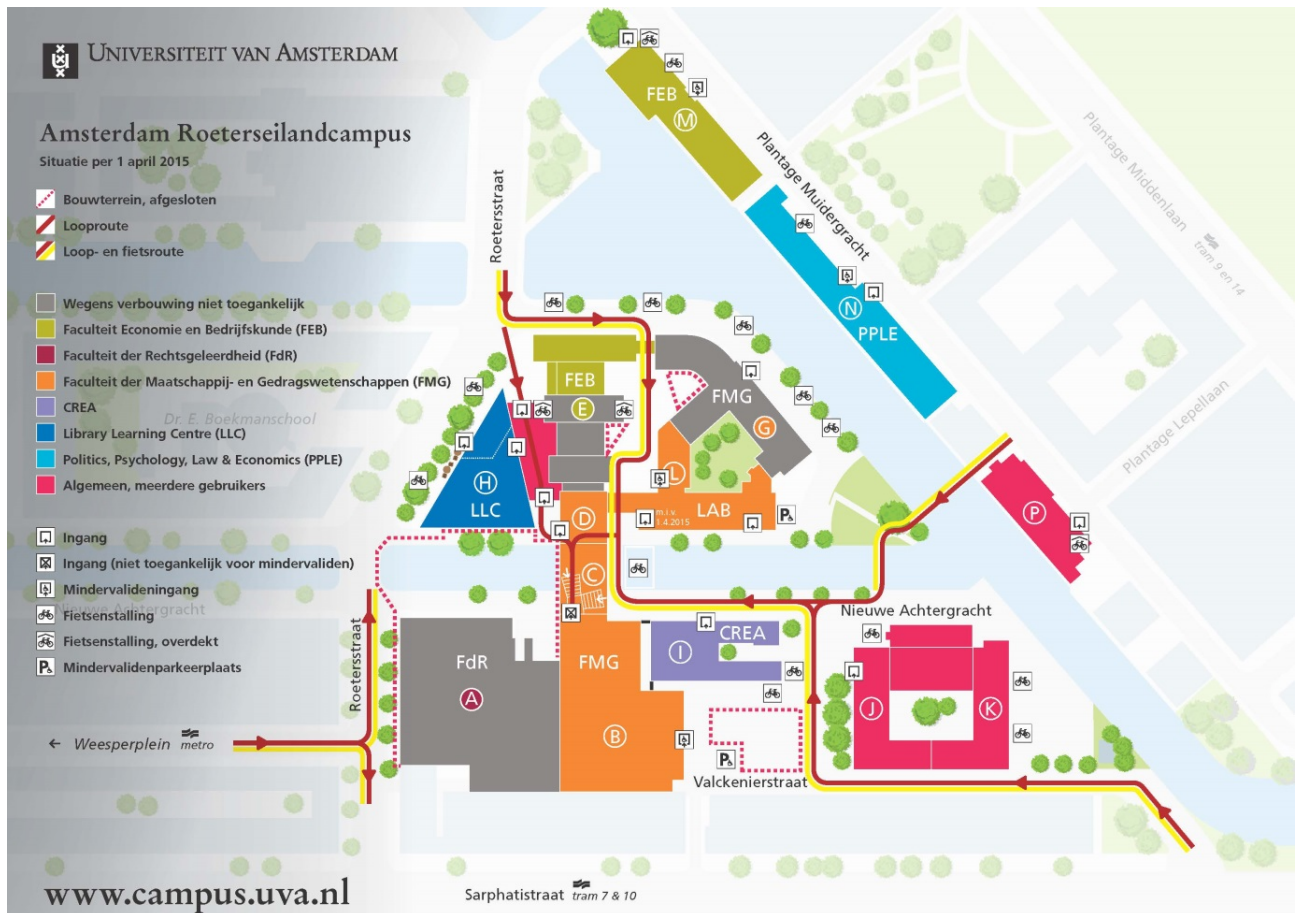 UNIVERSITEIT VAN AMSTERDAM
Amsterdam Roeterseilandcampus
Situatie per 1 april 2015
Bouwterrein, afgesloten
Looproute
Loop- en fietsroute
Wegens verbouwing niet toegankelijk
Faculteit Economie en Bedrijfskunde (FEB)
Faculteit der Rechtsgeleerdheid (FdR)
Faculteit der Maatschappij- en Gedragswetenschappen (FMG)
CREA
Library Learning Centre (LLC)
Politics, Psychology, Law & Economics (PPLE)
Algemeen, meerdere gebruikers
Ingang
Ingang (niet toegankelijk voor mindervaliden)
Mindervalideningang
Fietsenstalling
Fietsenstalling, overdekt
P Mindervalidenparkeerplaats
Dr. E. Boekmanschool
Nieuwe Achtergracht
Roetersstraat
← Weesperplein metro
www.campus.uva.nl
Sarphatistraat tram 7 & 10
Roetersstraat
FEB
M
Plantage Muidergracht
Plantage Middenlaan
tram 9 en 14
N
PPLE
Plantage Lepellaan
FEB
E
FMG
G
H
LLC
L
LAB
m.i.v.
1.4.2015
P
D
C
P
Nieuwe Achtergracht
FdR
A
FMG
B
CREA
I
J
K
P
Valckenierstraat